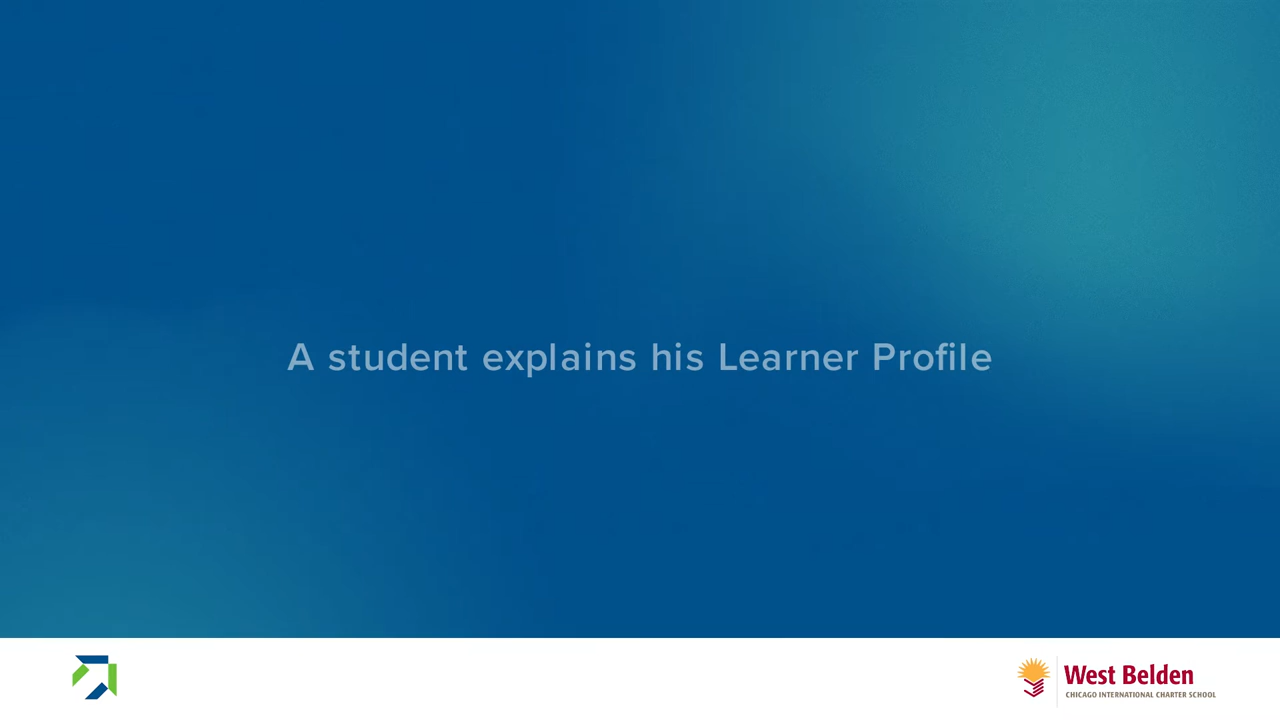 A student explains his Learner Profile
West Belden
CHICAGO INTERNATIONAL CHARTER SCHOOL